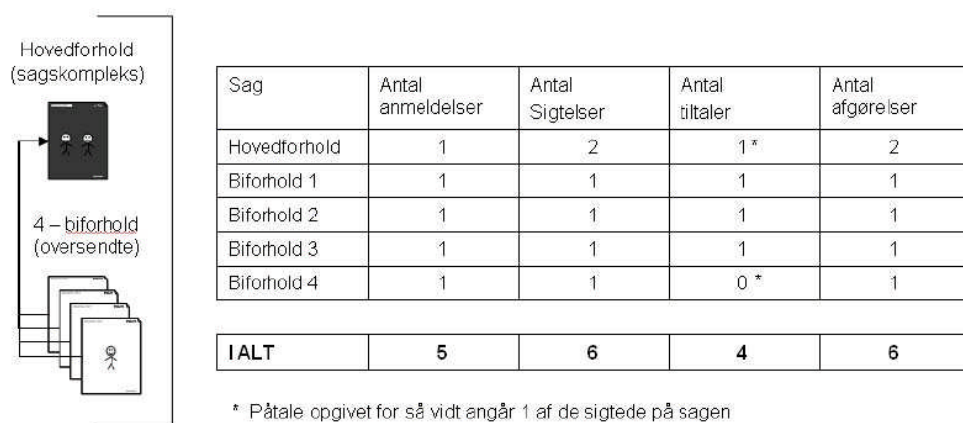 Hovedforhold
(sagskompleks)
4 – biforhold
(oversendte)
Sag Antal anmeldelser Antal Sigtelser Antal tiltaler Antal afgørelser
Hovedforhold 1 2 1 * 2
Biforhold 1 1 1 1 1
Biforhold 2 1 1 1 1
Biforhold 3 1 1 1 1
Biforhold 4 1 1 0 * 1
I ALT 5 6 4 6
* Påtale opgivet for så vidt angår 1 af de sigtede på sagen